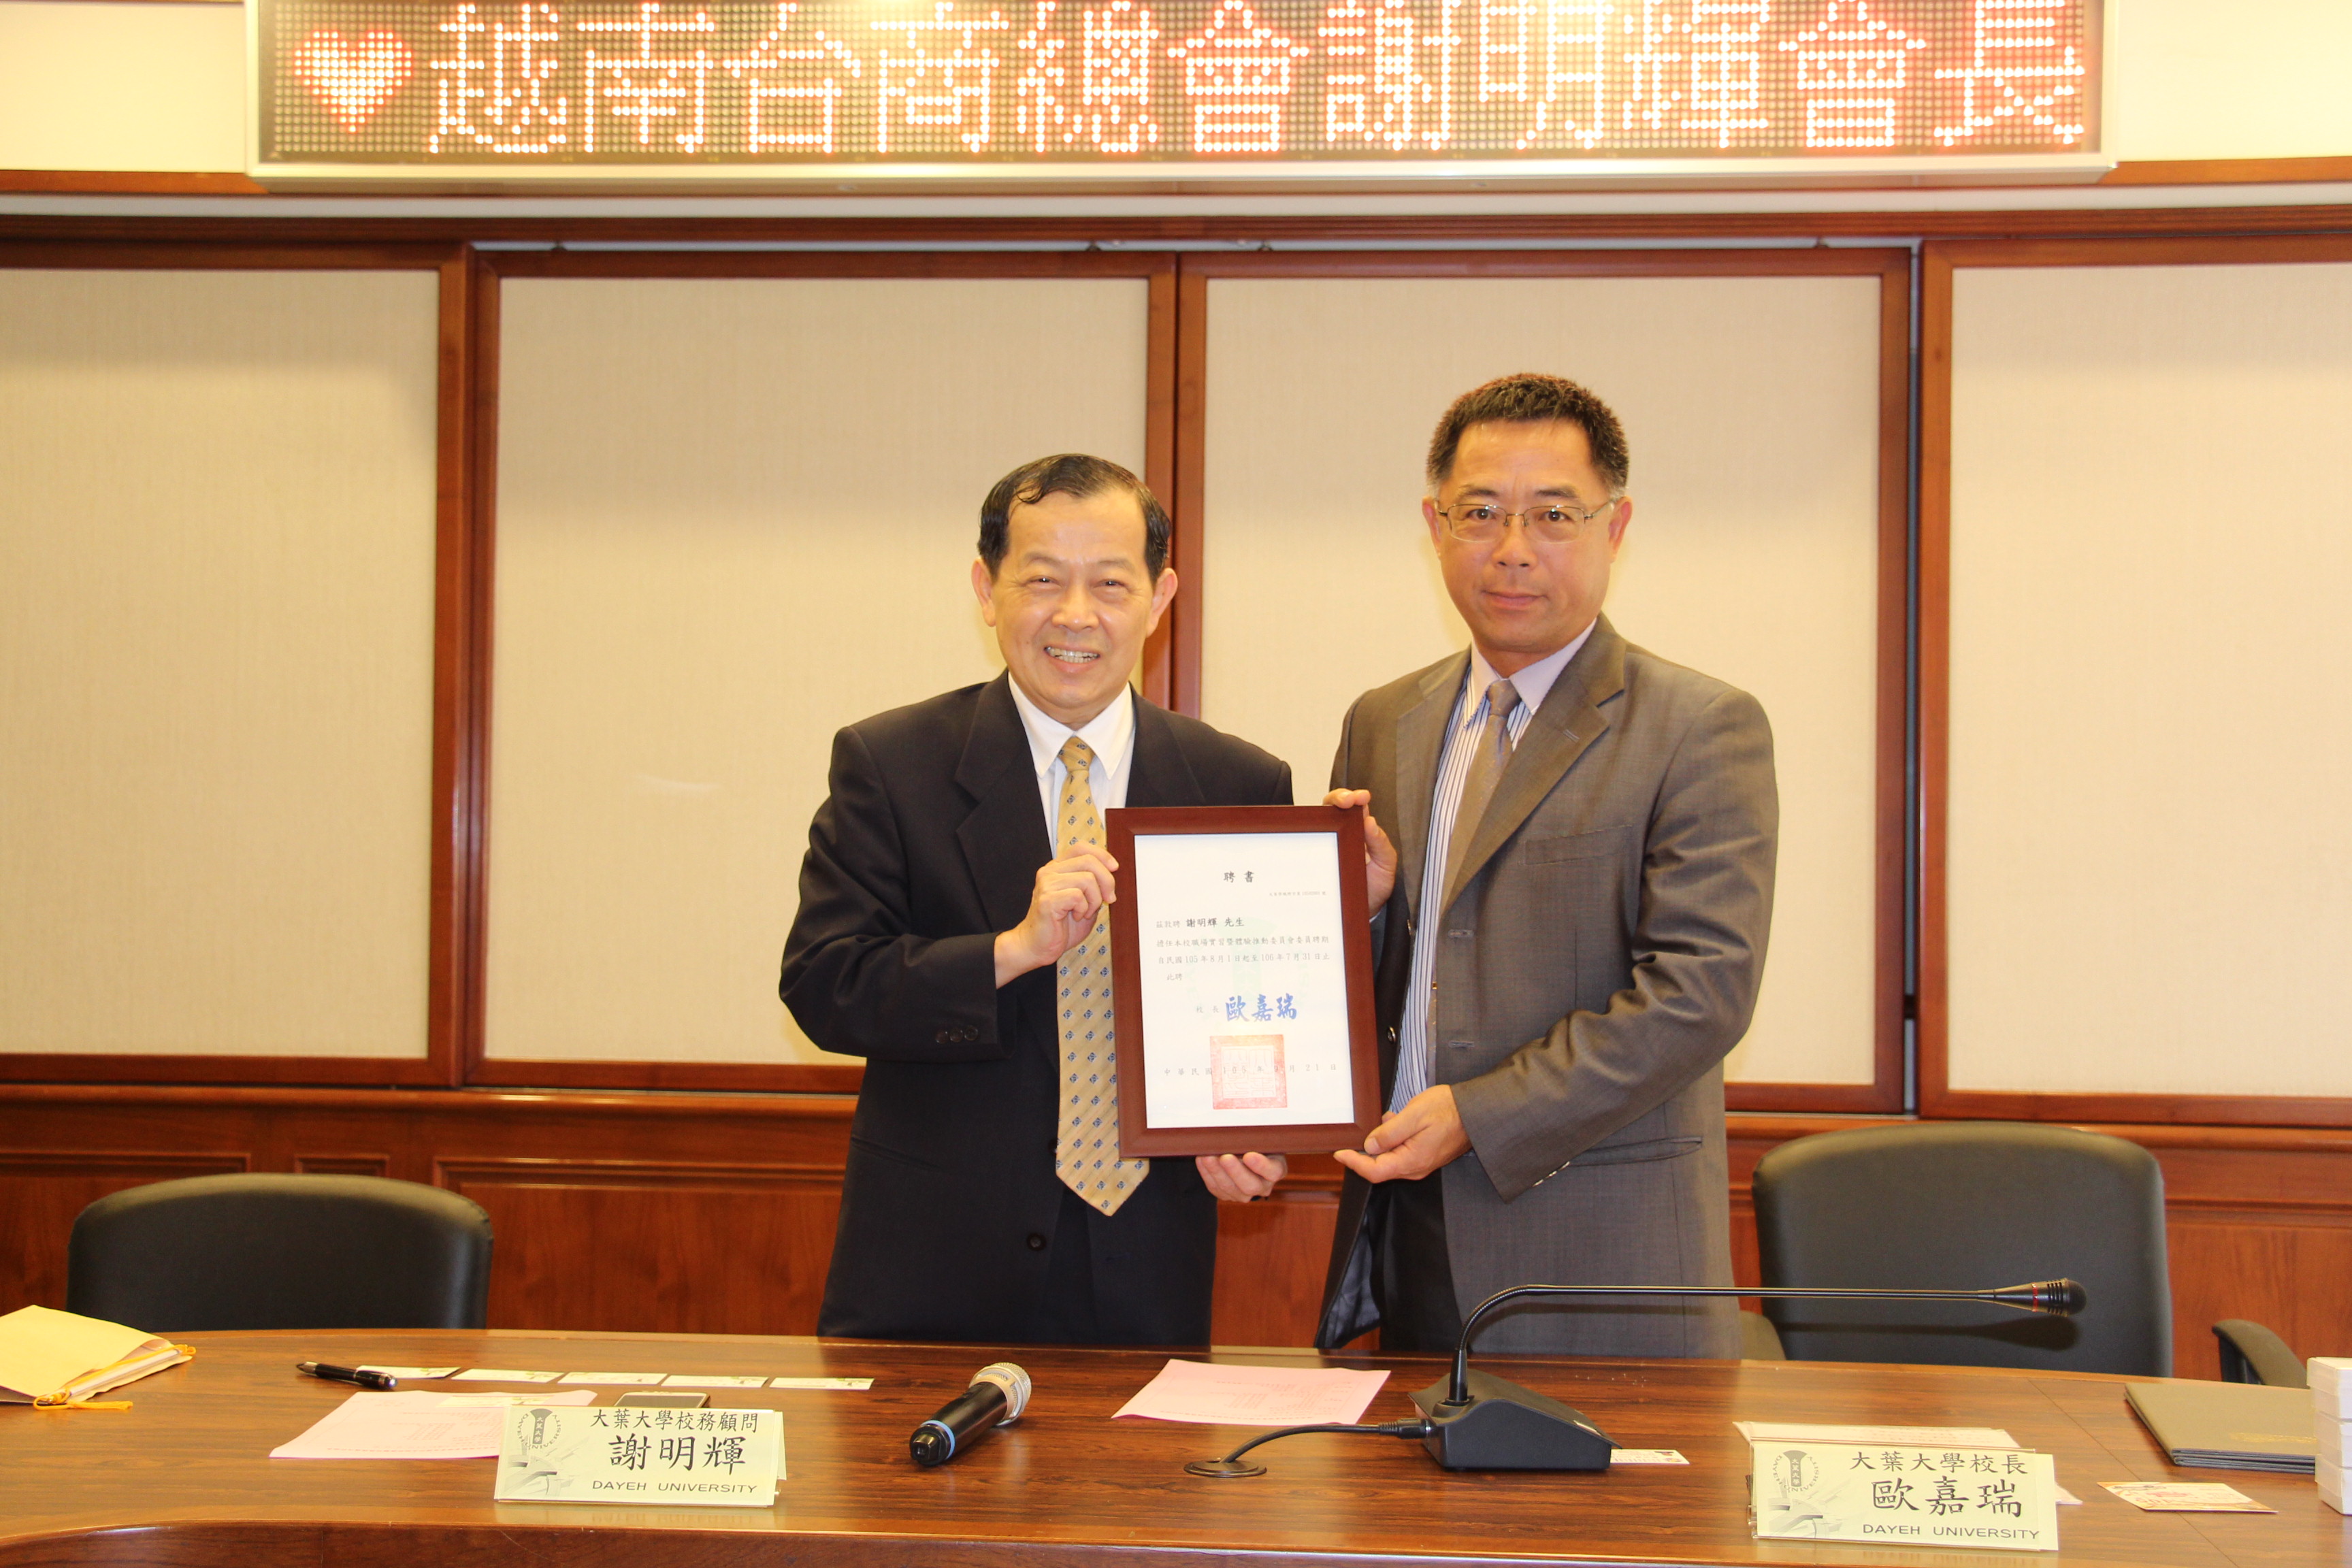 越南台商總會謝明輝會長
聘書
茲敦聘 謝明輝 先生
擔任本校職場實習暨體驗推動委員會委員聘期
自民國105年8月1日起至106年7月31日止
此聘
校長 歐嘉瑞
中華民國 105 年 9 月 21 日
大葉大學校務顧問
謝明輝
DAYEH UNIVERSITY
大葉大學校長
歐嘉瑞
DAYEH UNIVERSITY